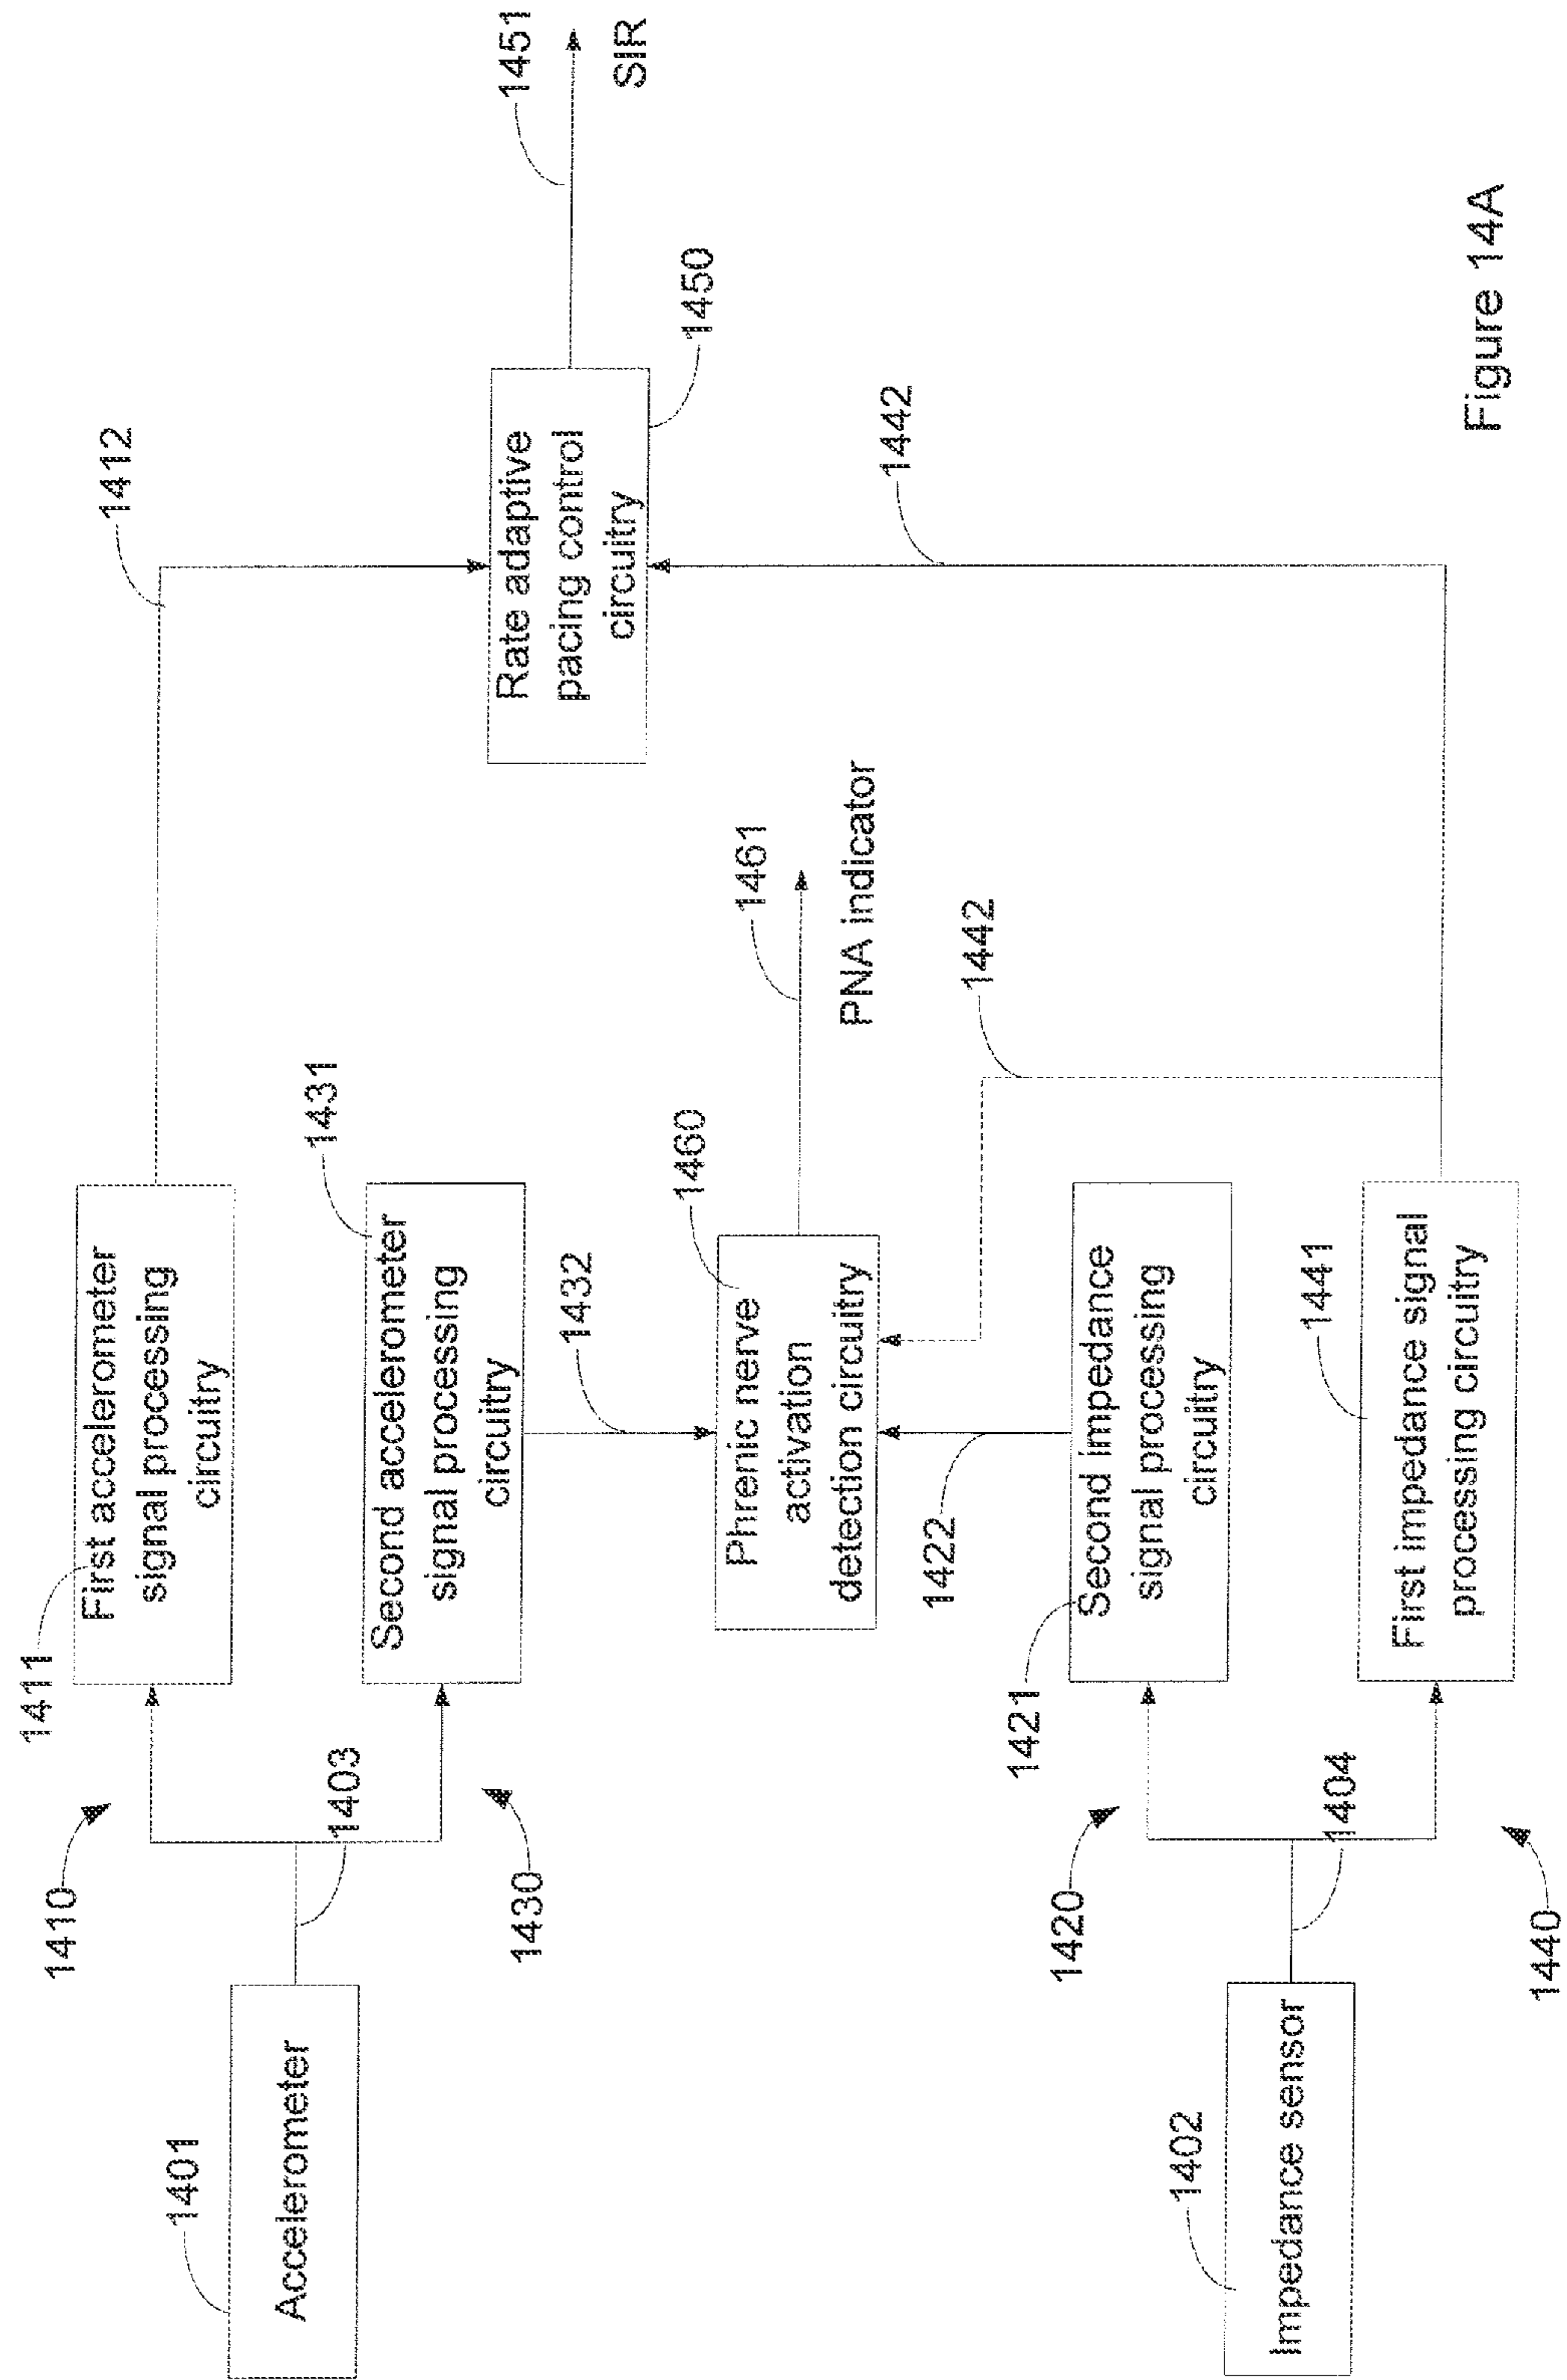 1401
Accelerometer
1410
1403
1430
1411
First accelerometer
signal processing
circuitry
1412
1431
Second accelerometer
signal processing
circuitry
1432
1460
Phrenic nerve
activation
detection circuitry
1461
PNA indicator
Rate adaptive
pacing control
circuitry
1450
1451
SIR
1402
Impedance sensor
1420
1404
1440
1421
Second impedance
signal processing
circuitry
1422
1441
First impedance signal
processing circuitry
1442
1442
Figure 14A